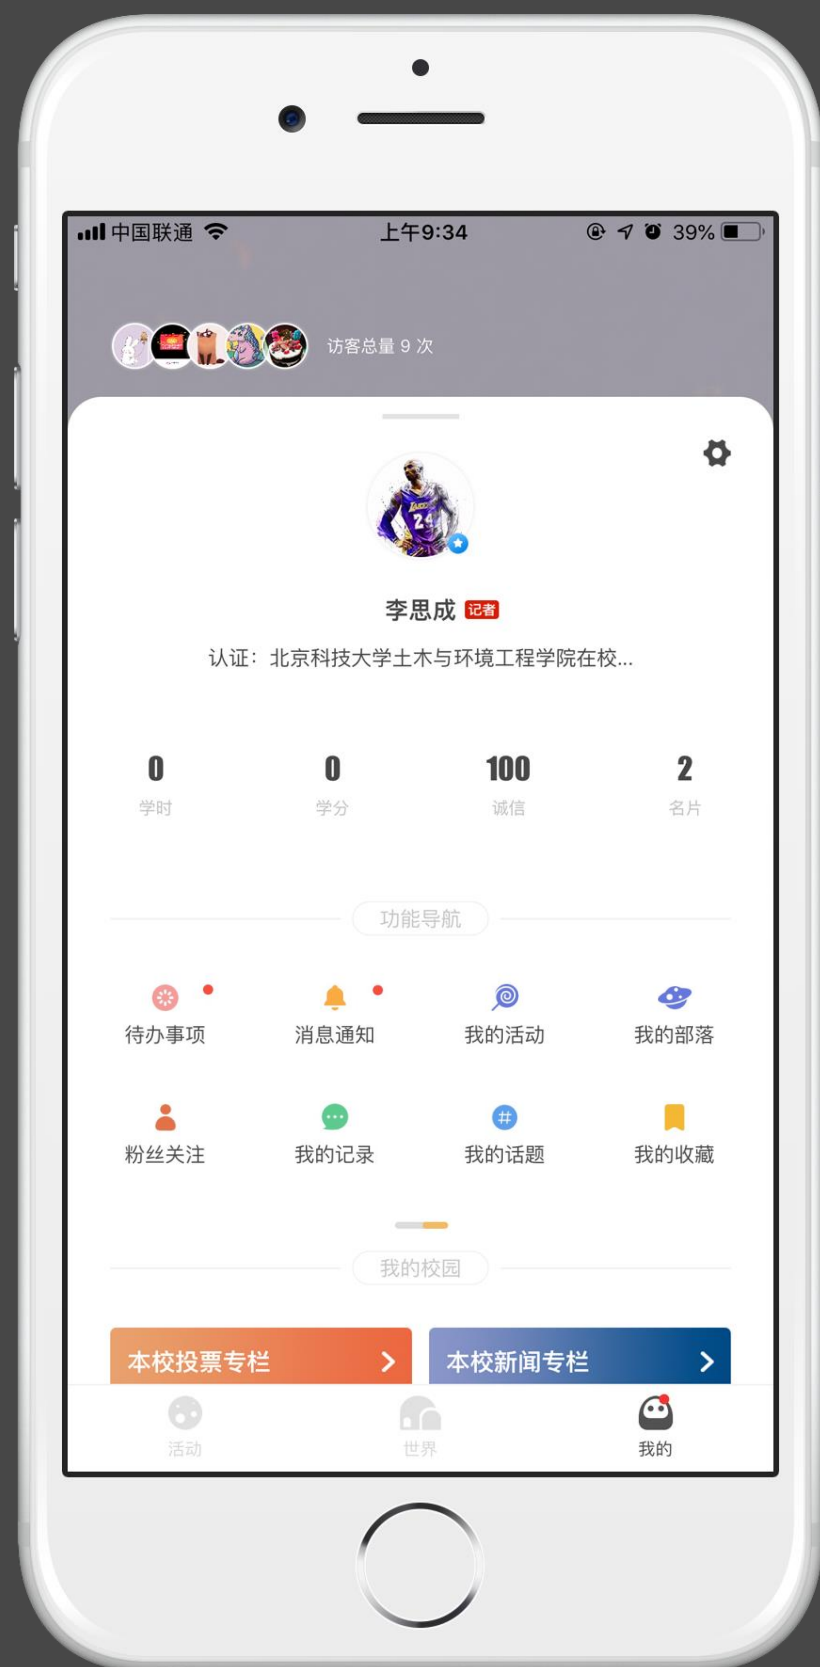 中国联通 上午9:34 39%
访客总量 9 次
LAKERS
24
李思成 记者
认证：北京科技大学土木与环境工程学院在校...
0 0 100 2
学时 学分 诚信 名片
功能导航
待办事项 消息通知 我的活动 我的部落
粉丝关注 我的记录 我的话题 我的收藏
我的校园
本校投票专栏 本校新闻专栏
活动 世界 我的